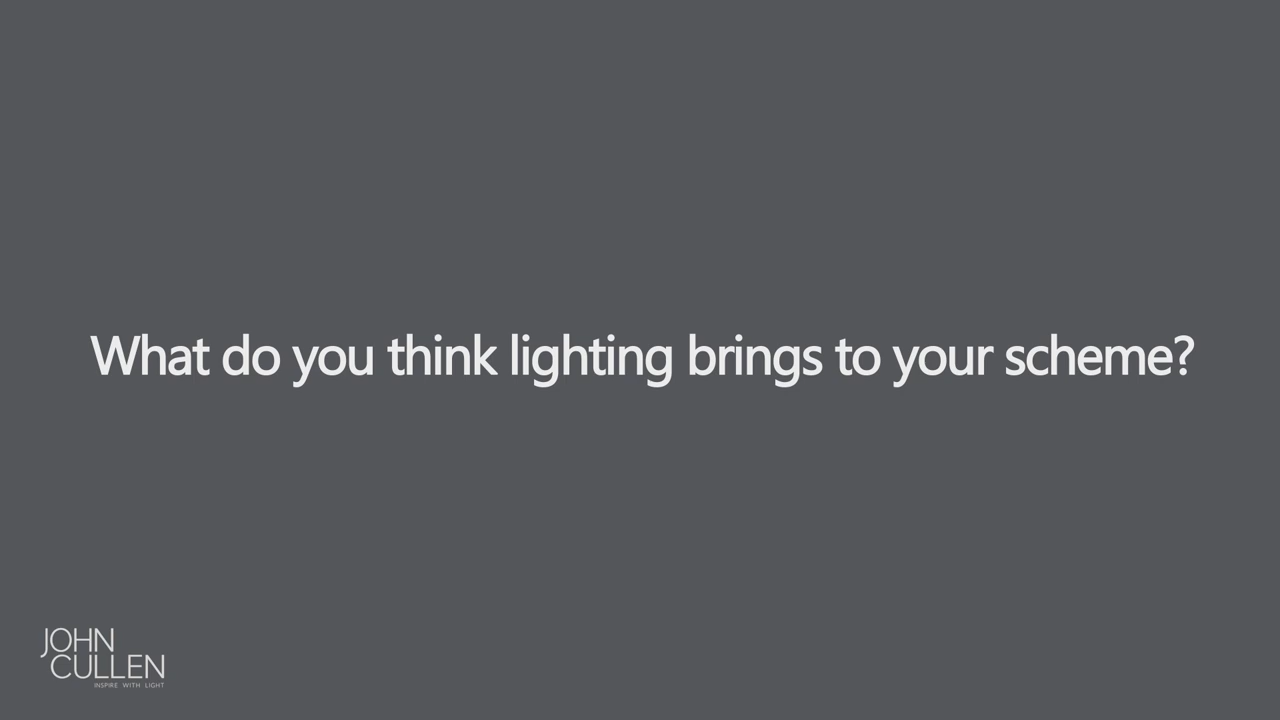 What do you think lighting brings to your scheme?
JOHN
CULLEN
INSPIRE WITH LIGHT